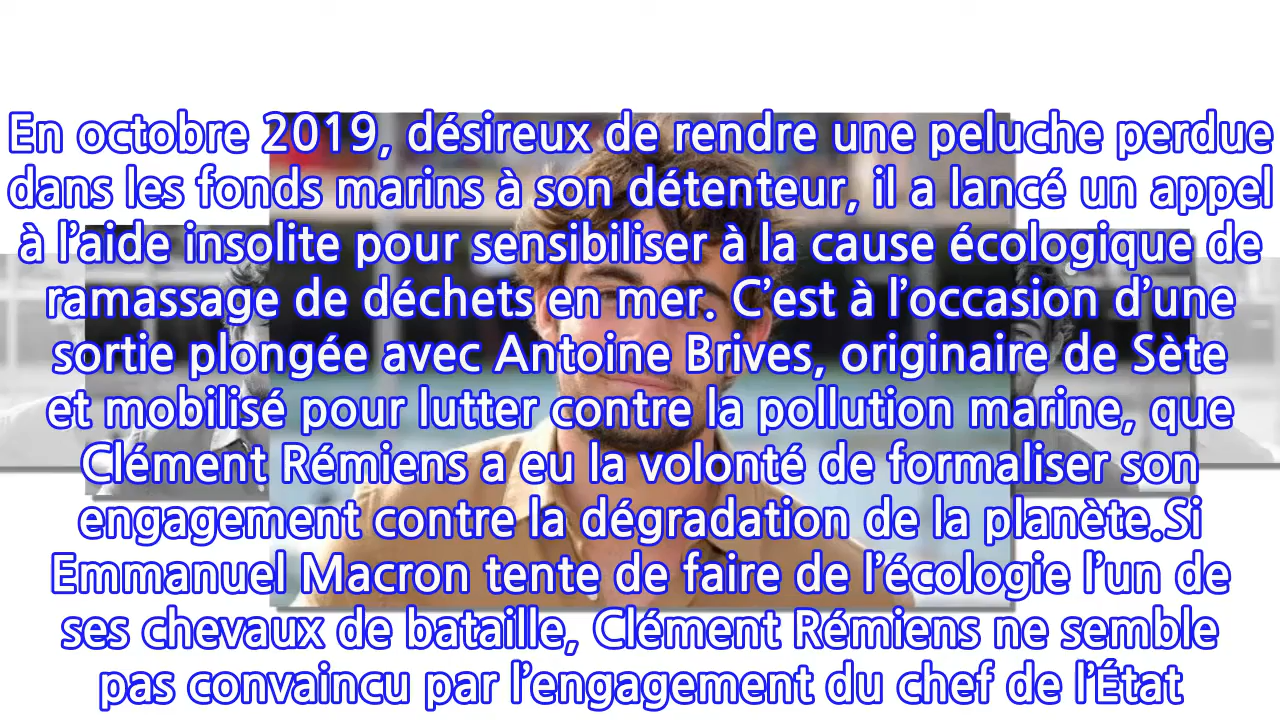 En octobre 2019, désireux de rendre une peluche perdue
dans les fonds marins à son détenteur, il a lancé un appel
à l'aide insolite pour sensibiliser à la cause écologique de
ramassage de déchets en mer. C'est à l'occasion d'une
sortie plongée avec Antoine Brives, originaire de Sète
et mobilisé pour lutter contre la pollution marine, que
Clément Rémiens a eu la volonté de formaliser son
engagement contre la dégradation de la planète.Si
Emmanuel Macron tente de faire de l'écologie l'un de
ses chevaux de bataille, Clément Rémiens ne semble
pas convaincu par l'engagement du chef de l'État